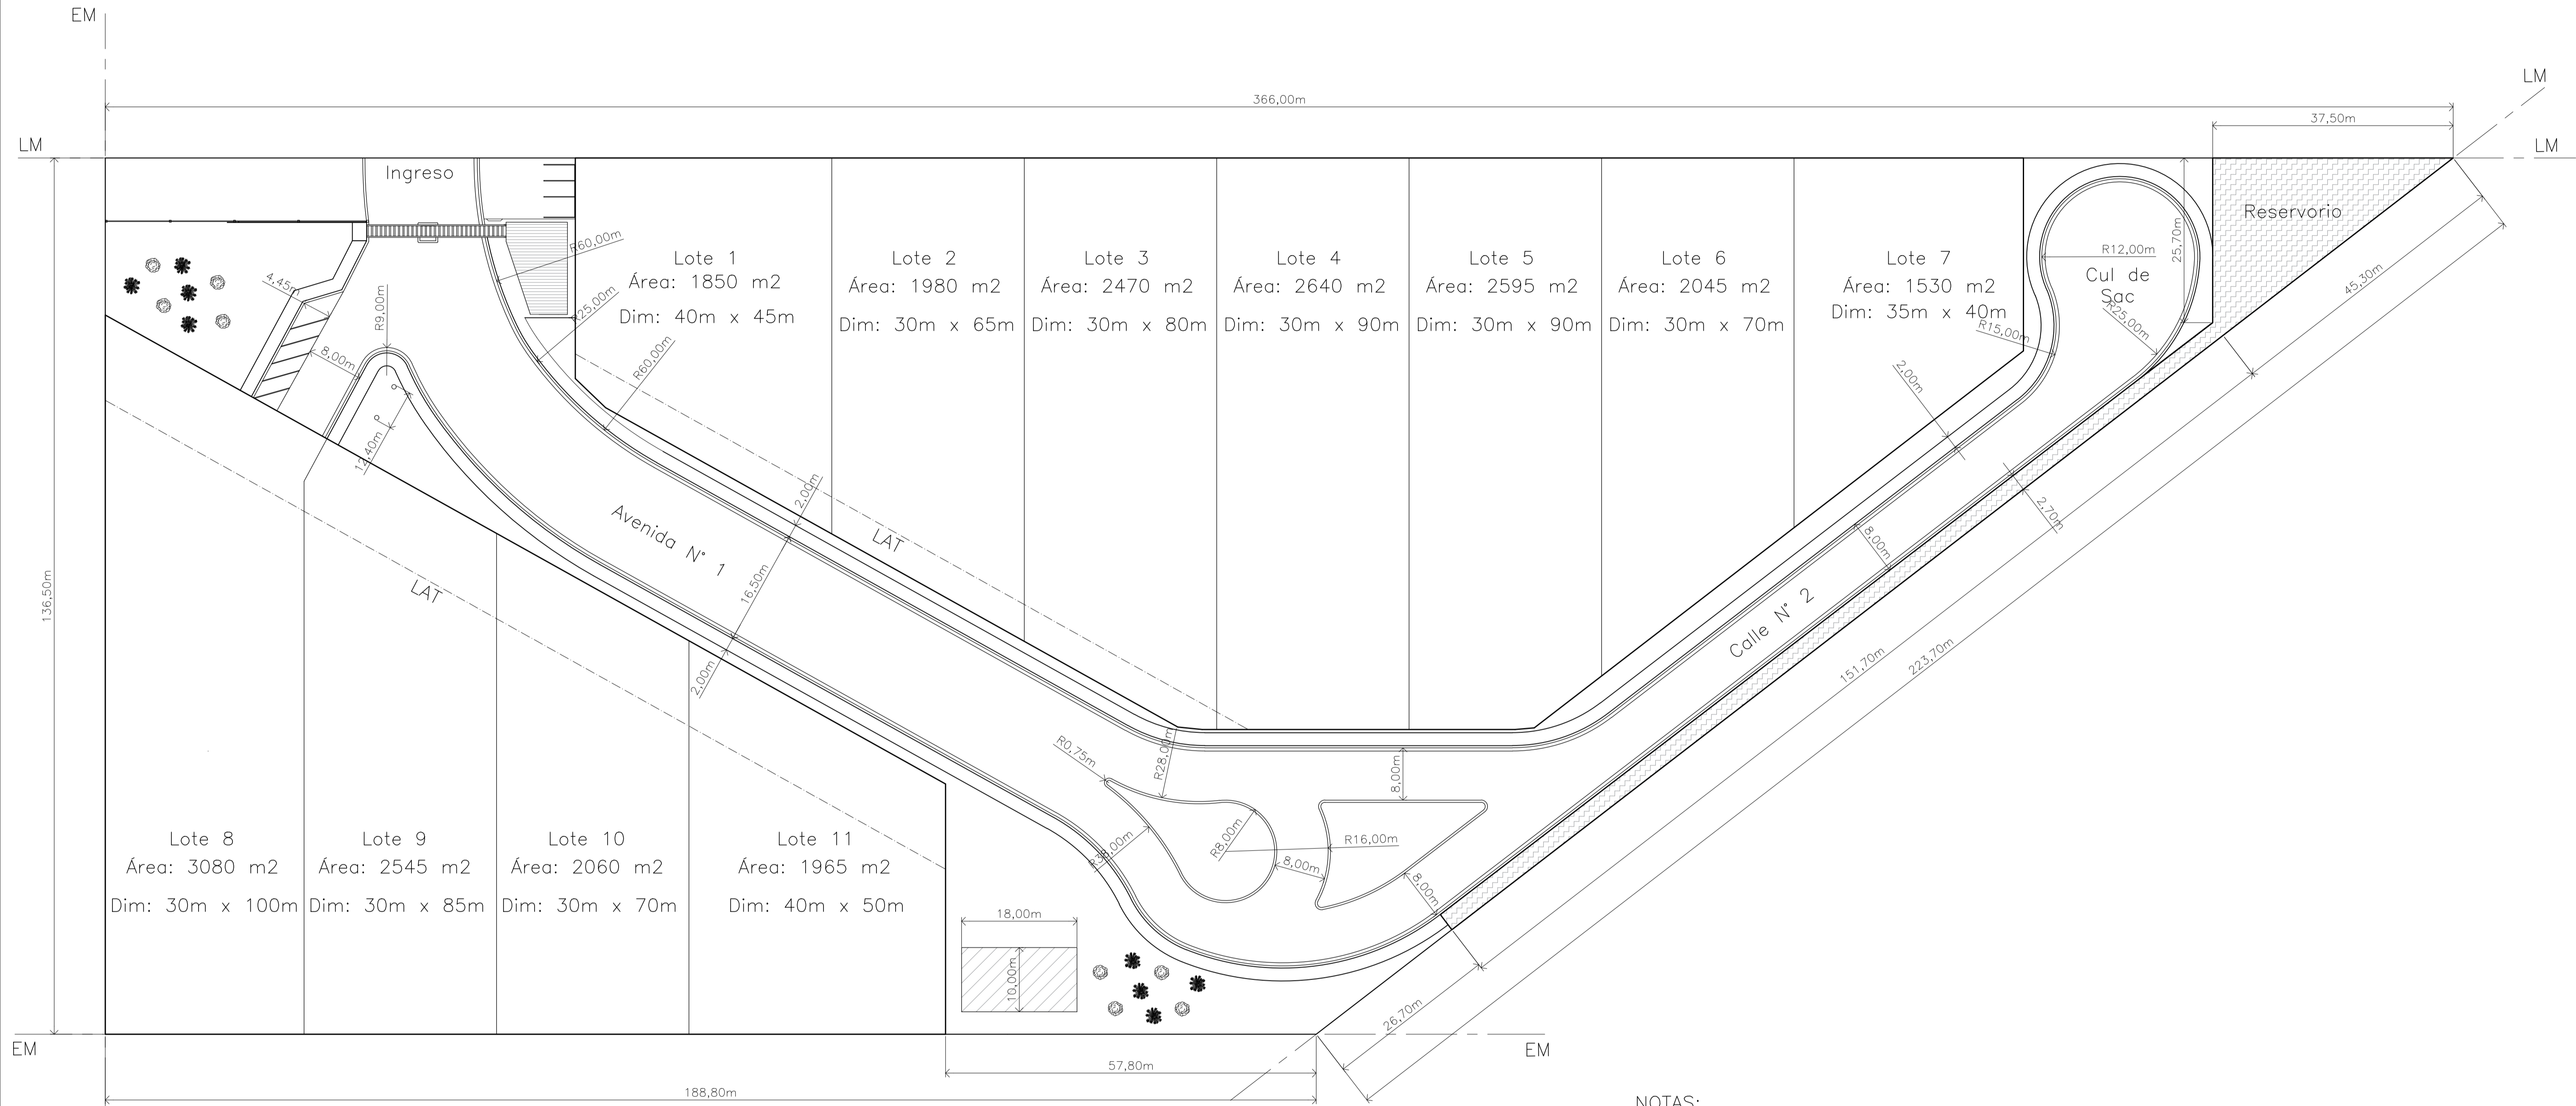 EM
LM
366,00m
37,50m
LM
LM
Ingreso
Reservorio
R60,00m
25,70m
R12,00m
Lote 1
Área: 1850 m2
Dim: 40m x 45m
Lote 2
Área: 1980 m2
Dim: 30m x 65m
Lote 3
Área: 2470 m2
Dim: 30m x 80m
Lote 4
Área: 2640 m2
Dim: 30m x 90m
Lote 5
Área: 2595 m2
Dim: 30m x 90m
Lote 6
Área: 2045 m2
Dim: 30m x 70m
Lote 7
Área: 1530 m2
Dim: 35m x 40m
Cul de
Sac
R25,00m
45,30m
4,45m
R9,00m
R25,00m
R60,00m
R15,00m
8,00m
2,00m
12,40m
2,00m
Avenida N° 1
LAT
16,50m
LAT
2,00m
136,50m
8,00m
2,70m
Calle N° 2
151,70m
223,70m
R0,75m
R28,00m
8,00m
R38,00m
R8,00m
R16,00m
8,00m
8,00m
Lote 8
Área: 3080 m2
Dim: 30m x 100m
Lote 9
Área: 2545 m2
Dim: 30m x 85m
Lote 10
Área: 2060 m2
Dim: 30m x 70m
Lote 11
Área: 1965 m2
Dim: 40m x 50m
18,00m
10,00m
26,70m
EM
EM
57,80m
188,80m
NOTAS: